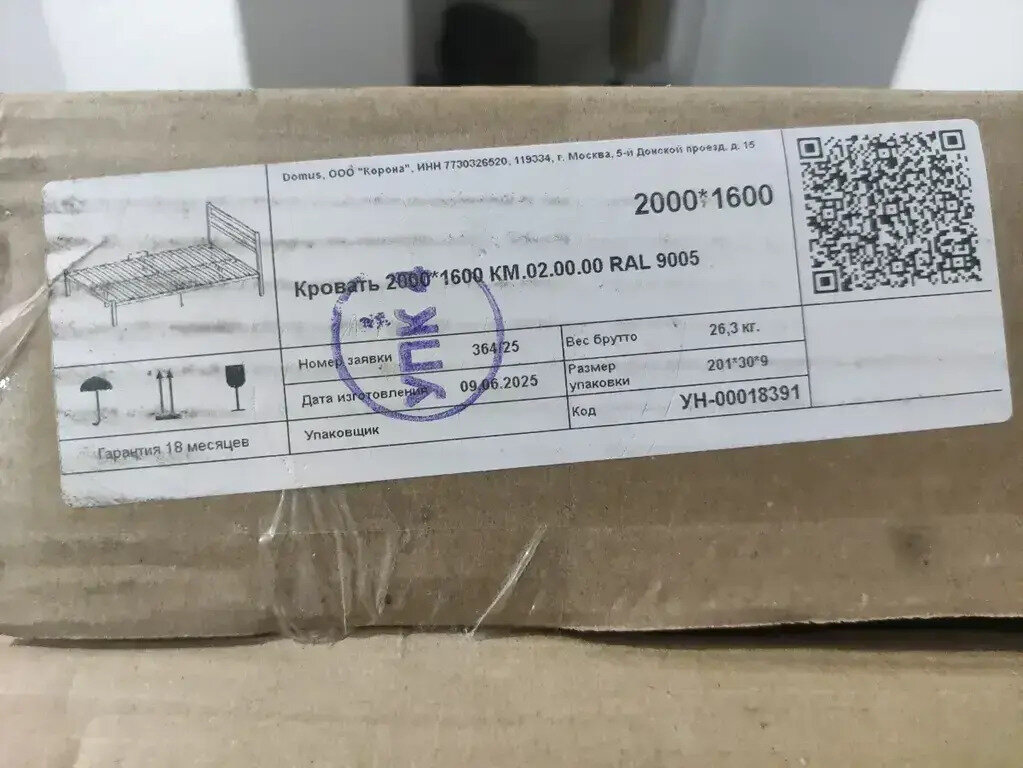 Domus, ООО "Корона", ИНН 7730326520, 119334, г. Москва, 5-й Донской проезд, д. 15
2000*1600
Кровать 2000*1600 КМ.02.00.00 RAL 9005
Номер заявки 364/25
Вес брутто 26,3 кг.
Дата изготовления 09.06.2025
Размер упаковки 201*30*9
Упаковщик
Код УН-00018391
Гарантия 18 месяцев
УПК